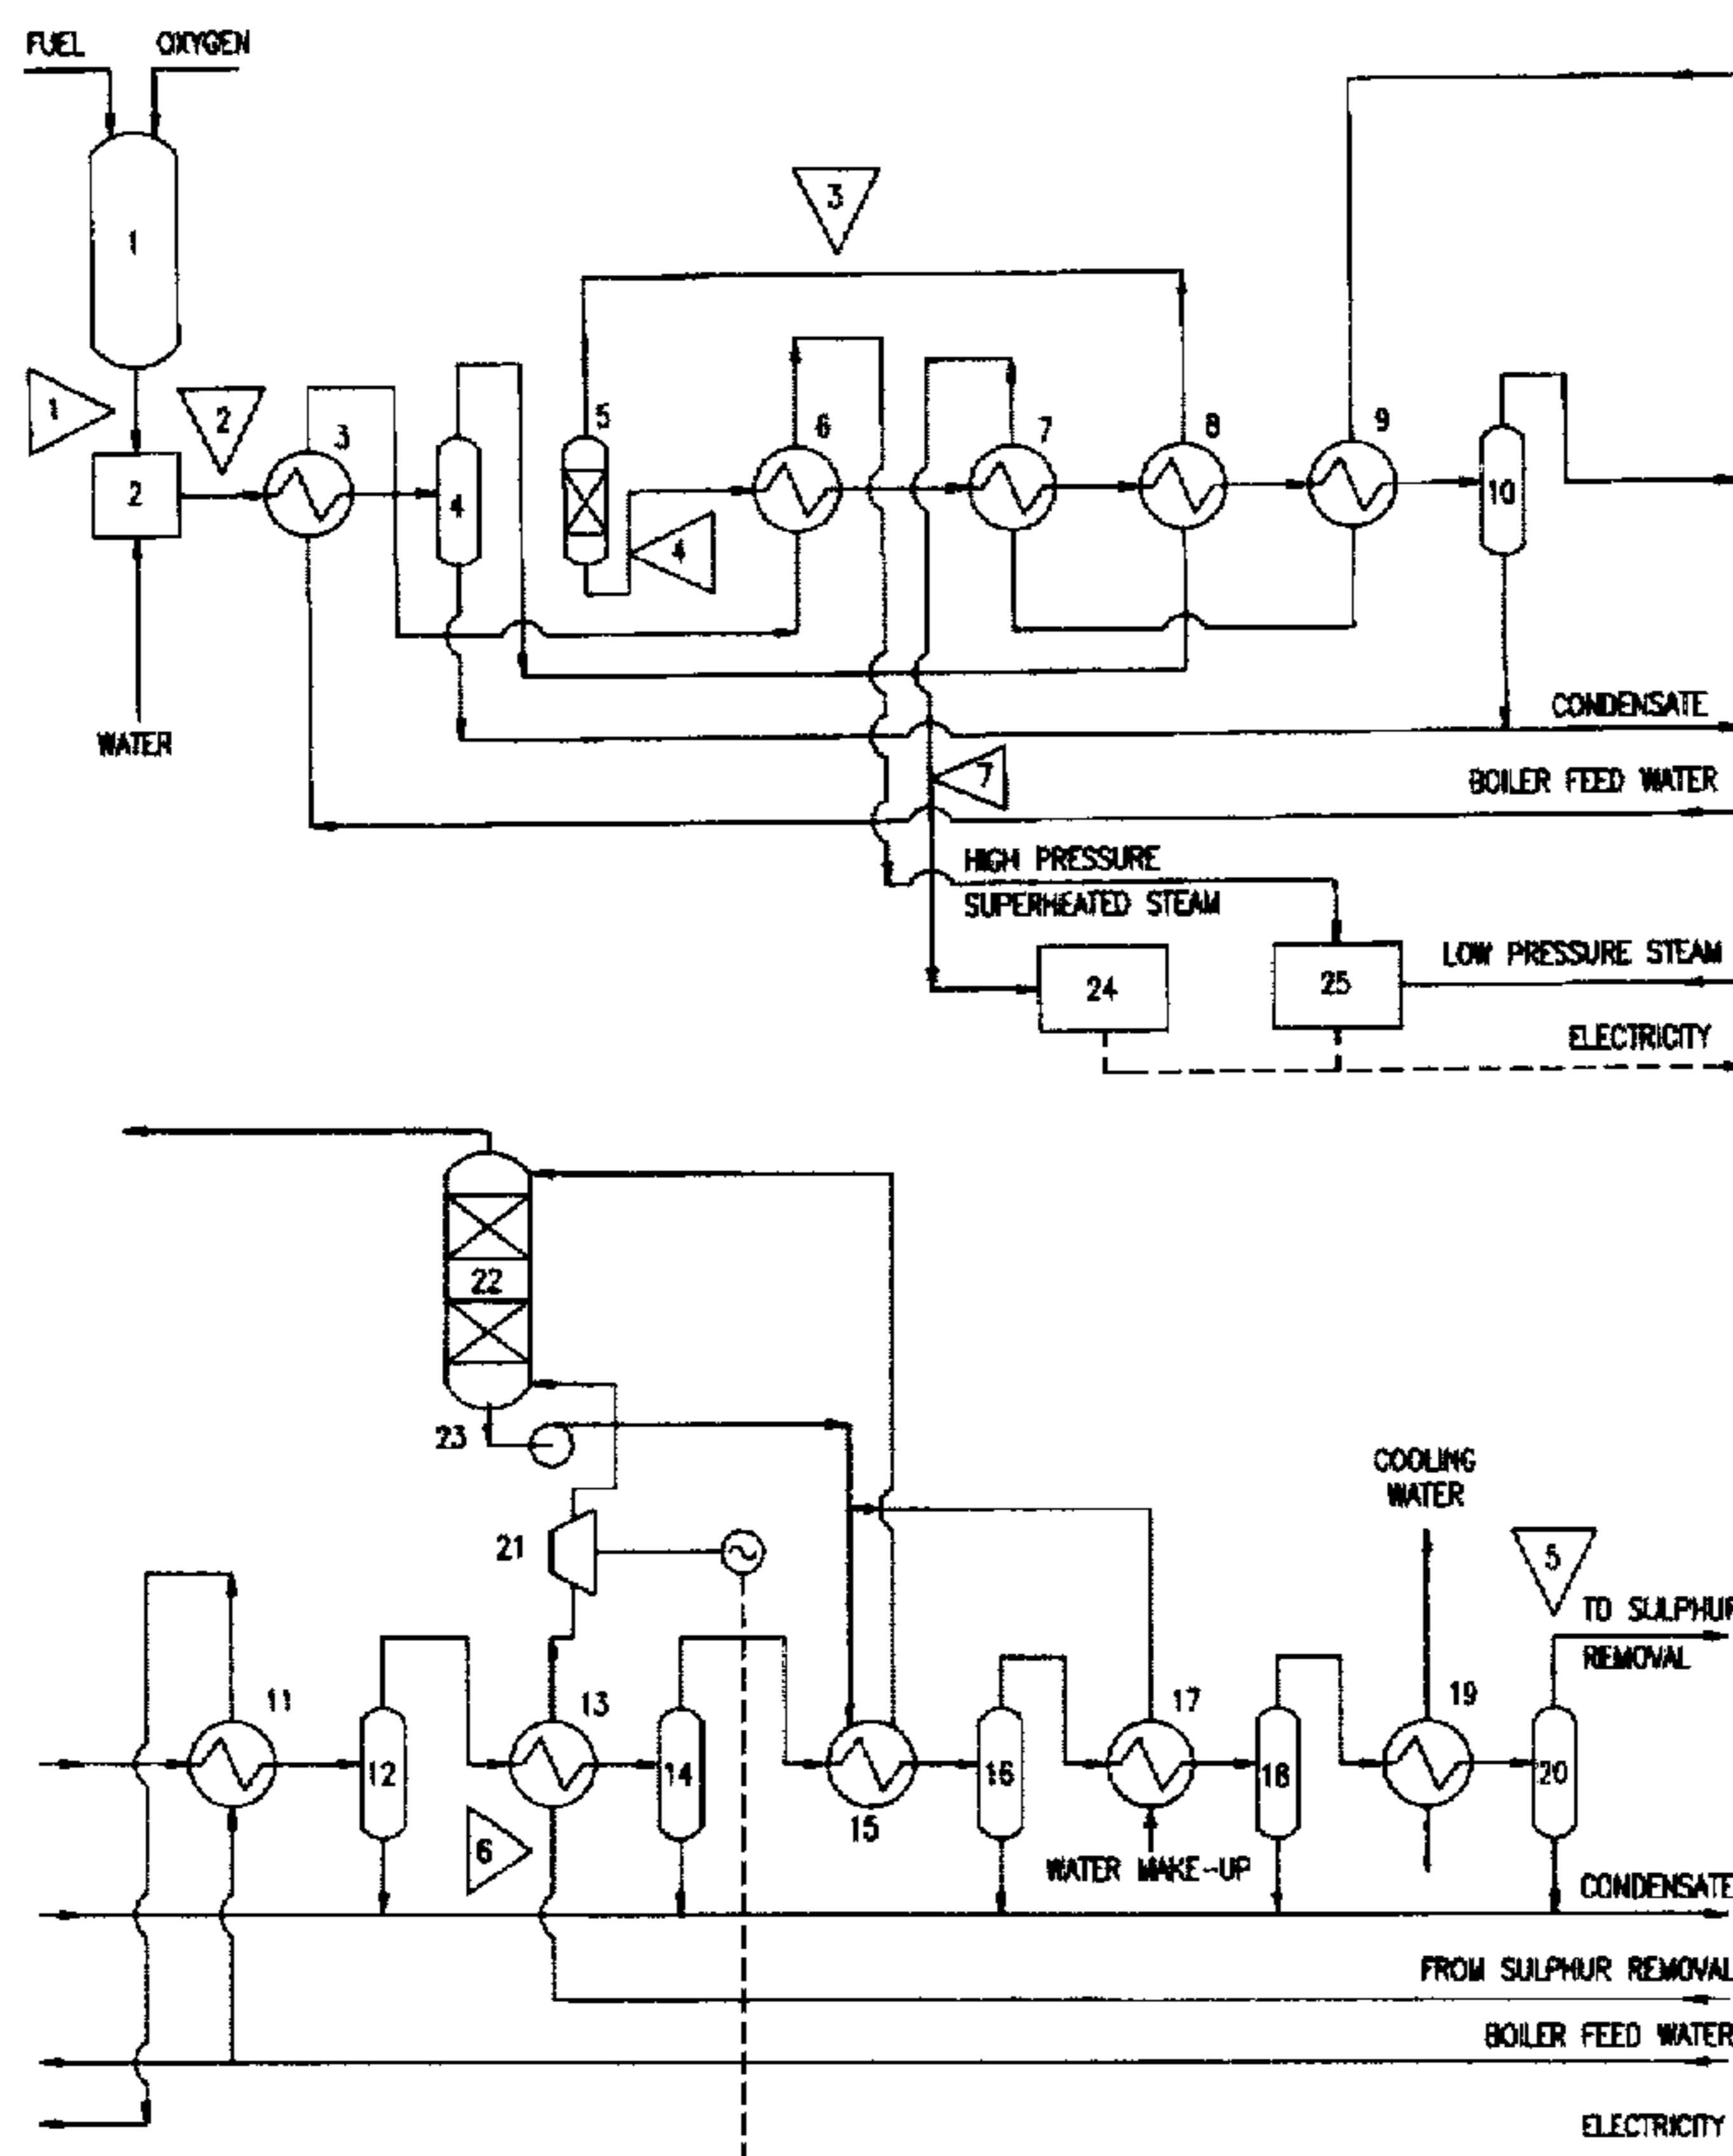 FUEL OXYGEN
3
1
1
2
3
5
6
7
8
9
2
4
4
10
WATER
CONDENSATE
7
BOILER FEED WATER
HIGH PRESSURE
SUPERHEATED STEAM
LOW PRESSURE STEAM
24
25
ELECTRICITY
22
23
COOLING
WATER
21
5
TO SULPHUR
REMOVAL
11
13
17
19
12
14
16
18
20
15
6
WATER MAKE-UP
CONDENSATE
FROM SULPHUR REMOVAL
BOILER FEED WATER
ELECTRICITY